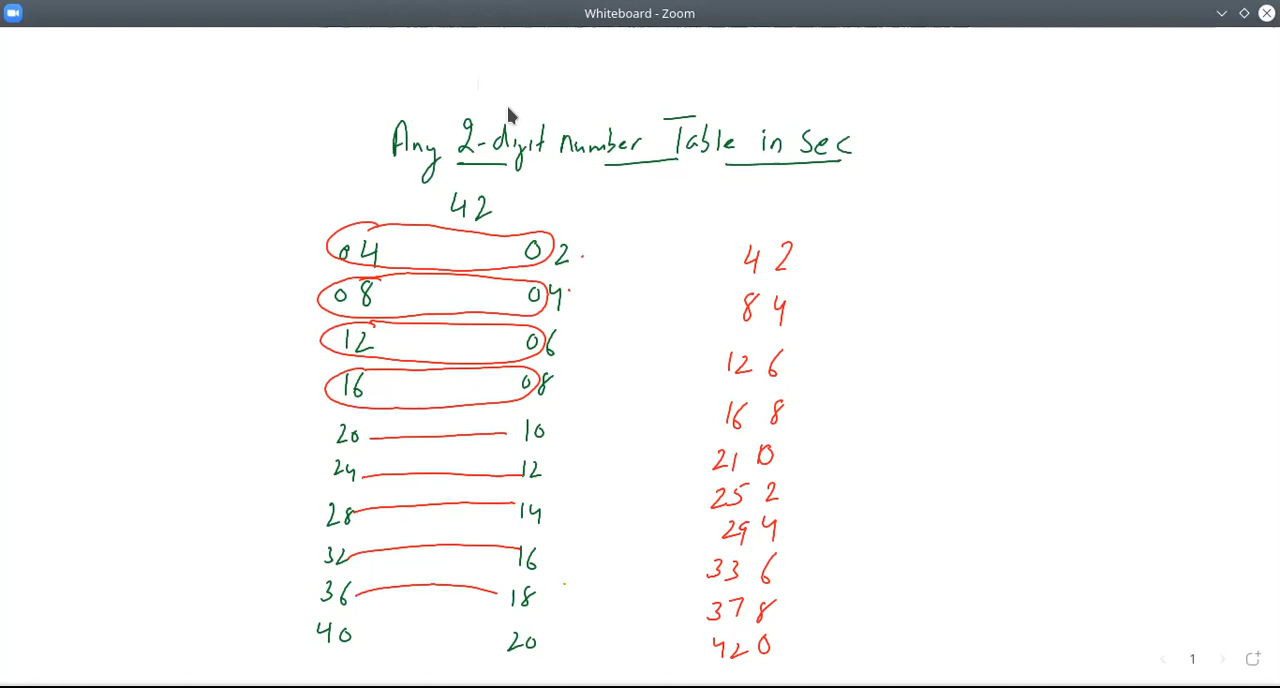 Whiteboard - Zoom
Any 2-digit number Table in sec
42
04 02 42
08 04 84
12 06 126
16 08 168
20 10 210
24 12 252
28 14 294
32 16 336
36 18 378
40 20 420
1